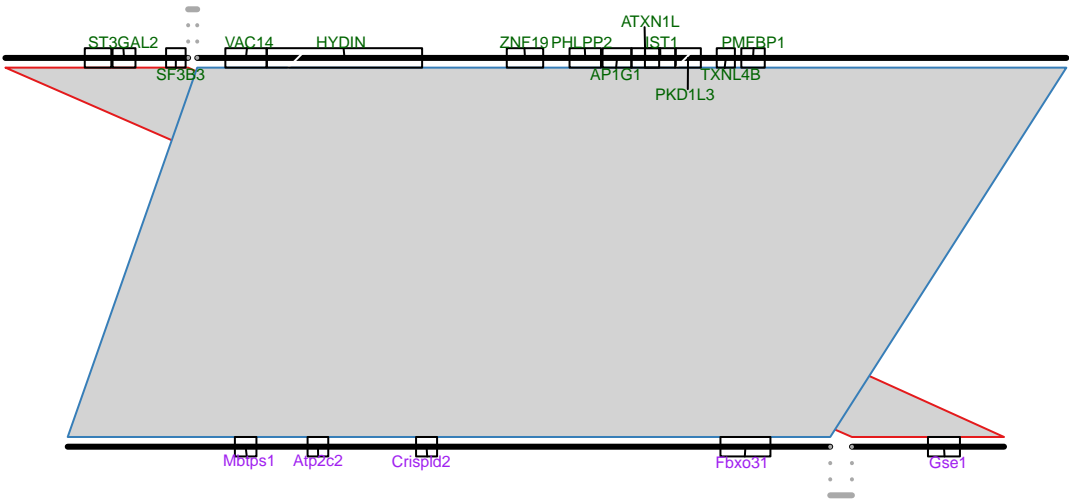 ATXN1L
ST3GAL2 VAC14 HYDIN ZNF19 PHLPP2 IST1 PMFBP1
SF3B3 AP1G1 TXNL4B
PKD1L3
Mbtps1 Atp2c2 Crispld2 Fbxo31 Gse1